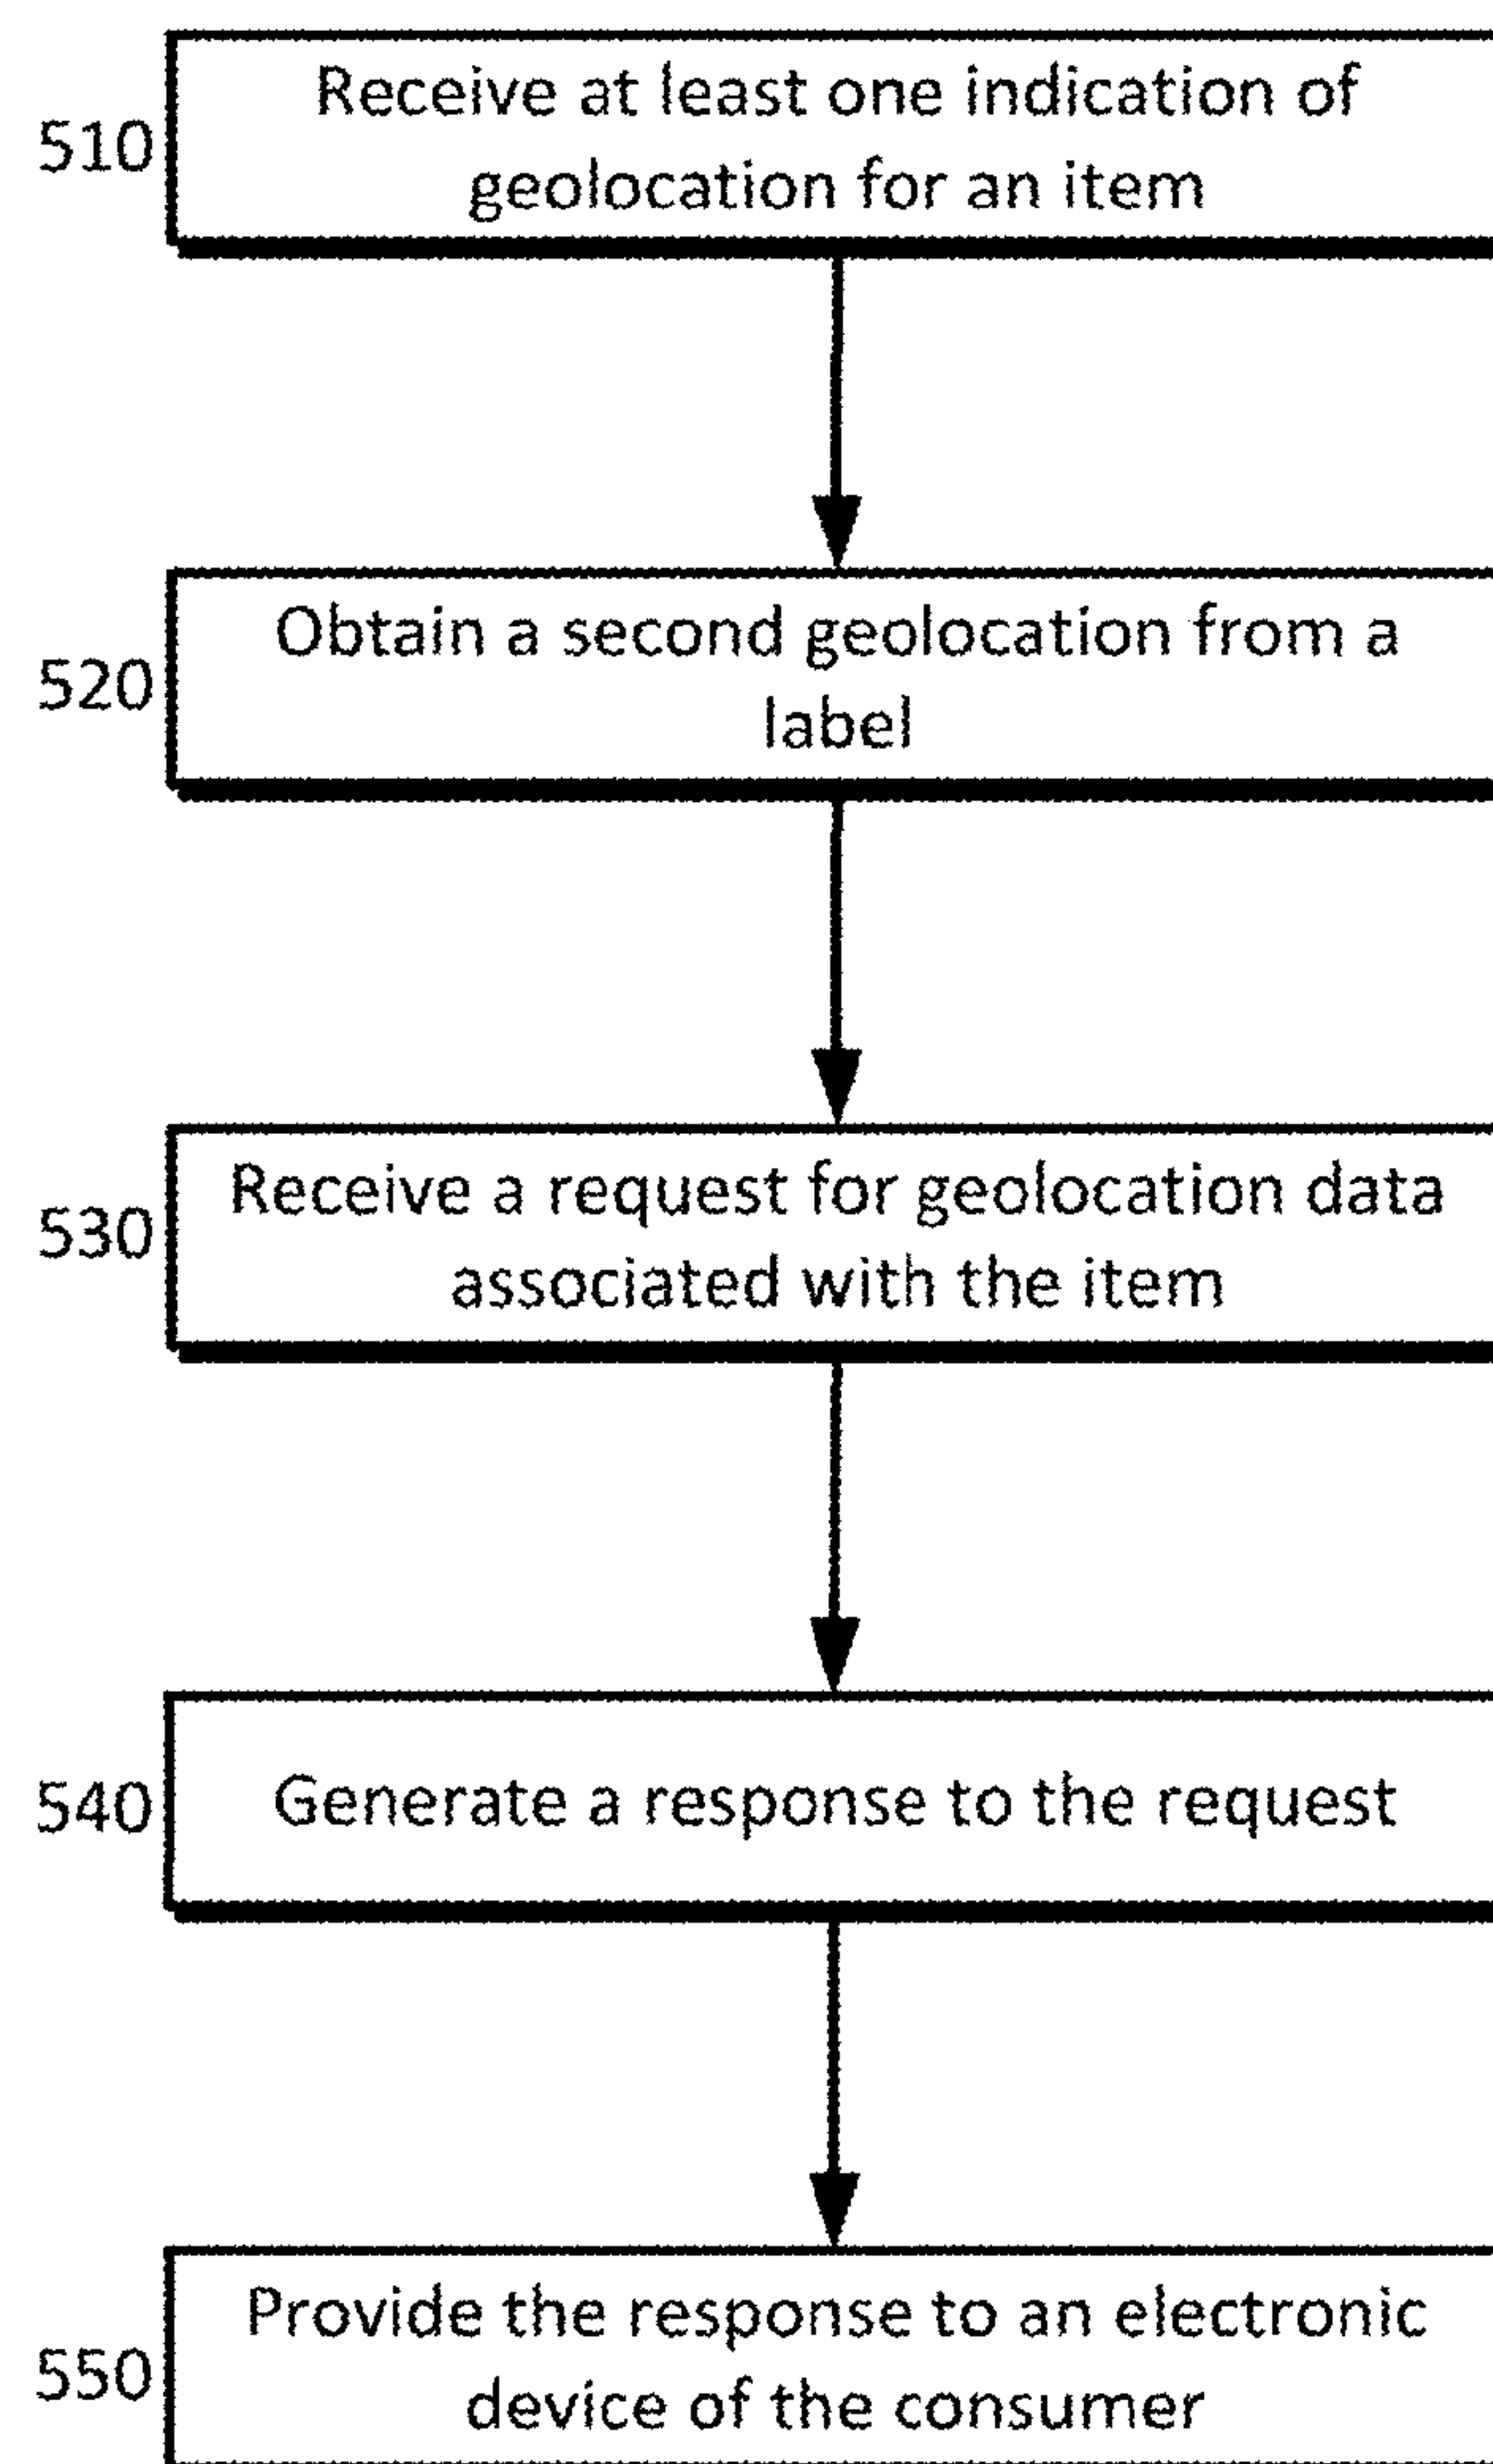 Receive at least one indication of
510
geolocation for an item
Obtain a second geolocation from a
520
label
Receive a request for geolocation data
530
associated with the item
540
Generate a response to the request
Provide the response to an electronic
550
device of the consumer